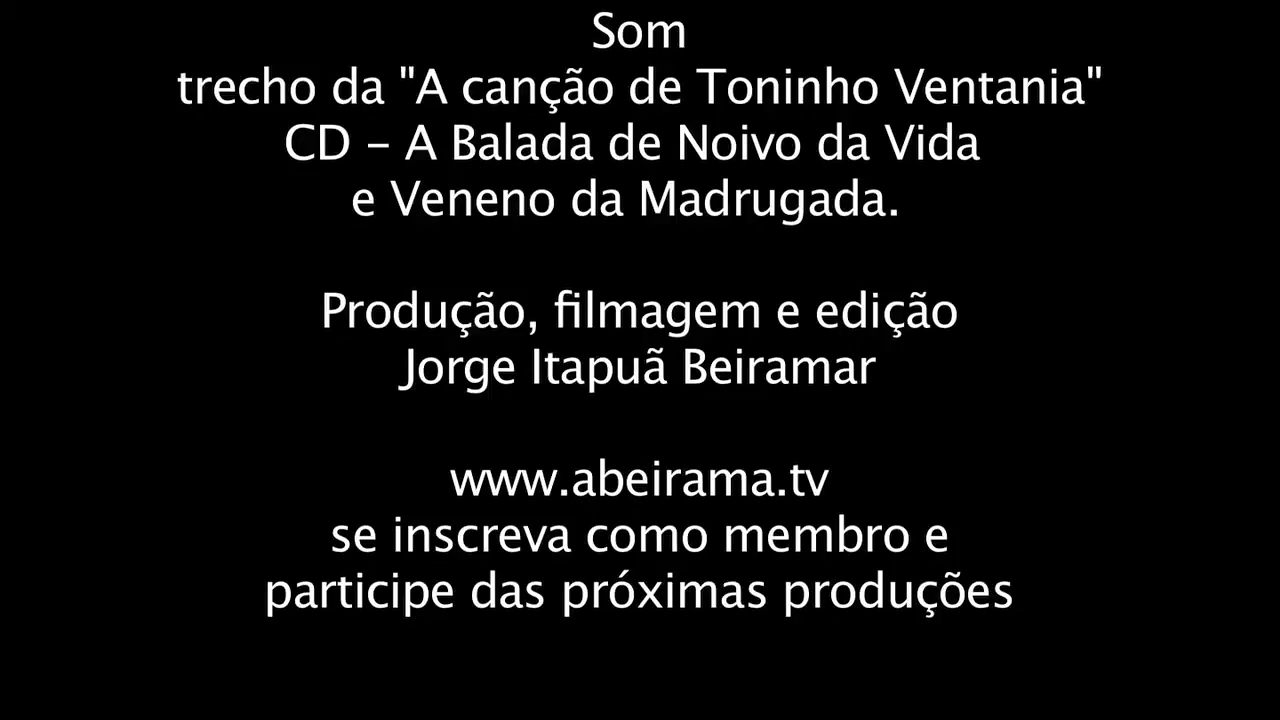 Som
trecho da "A canção de Toninho Ventania"
CD - A Balada de Noivo da Vida
e Veneno da Madrugada.
Produção, filmagem e edição
Jorge Itapuã Beiramar
www.abeirama.tv
se inscreva como membro e
participe das próximas produções